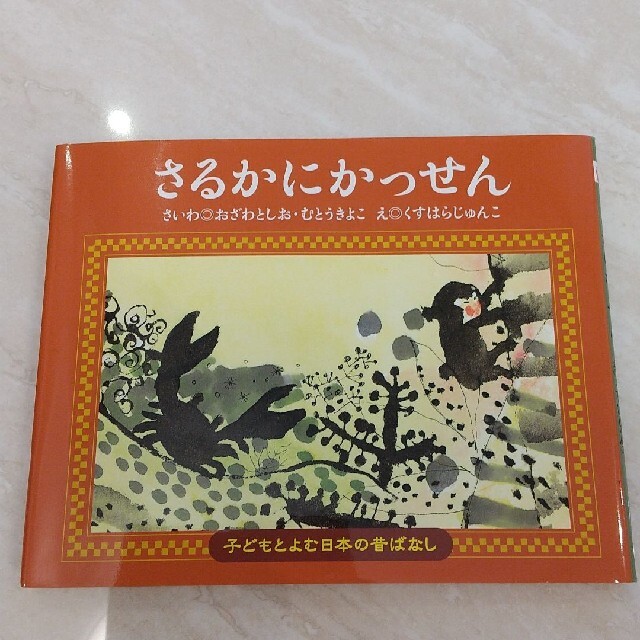 さるかにかっせん
さいわ◎おざわとしお・むとうきよこ え◎くすはらじゅんこ
子どもとよむ日本の昔ばなし